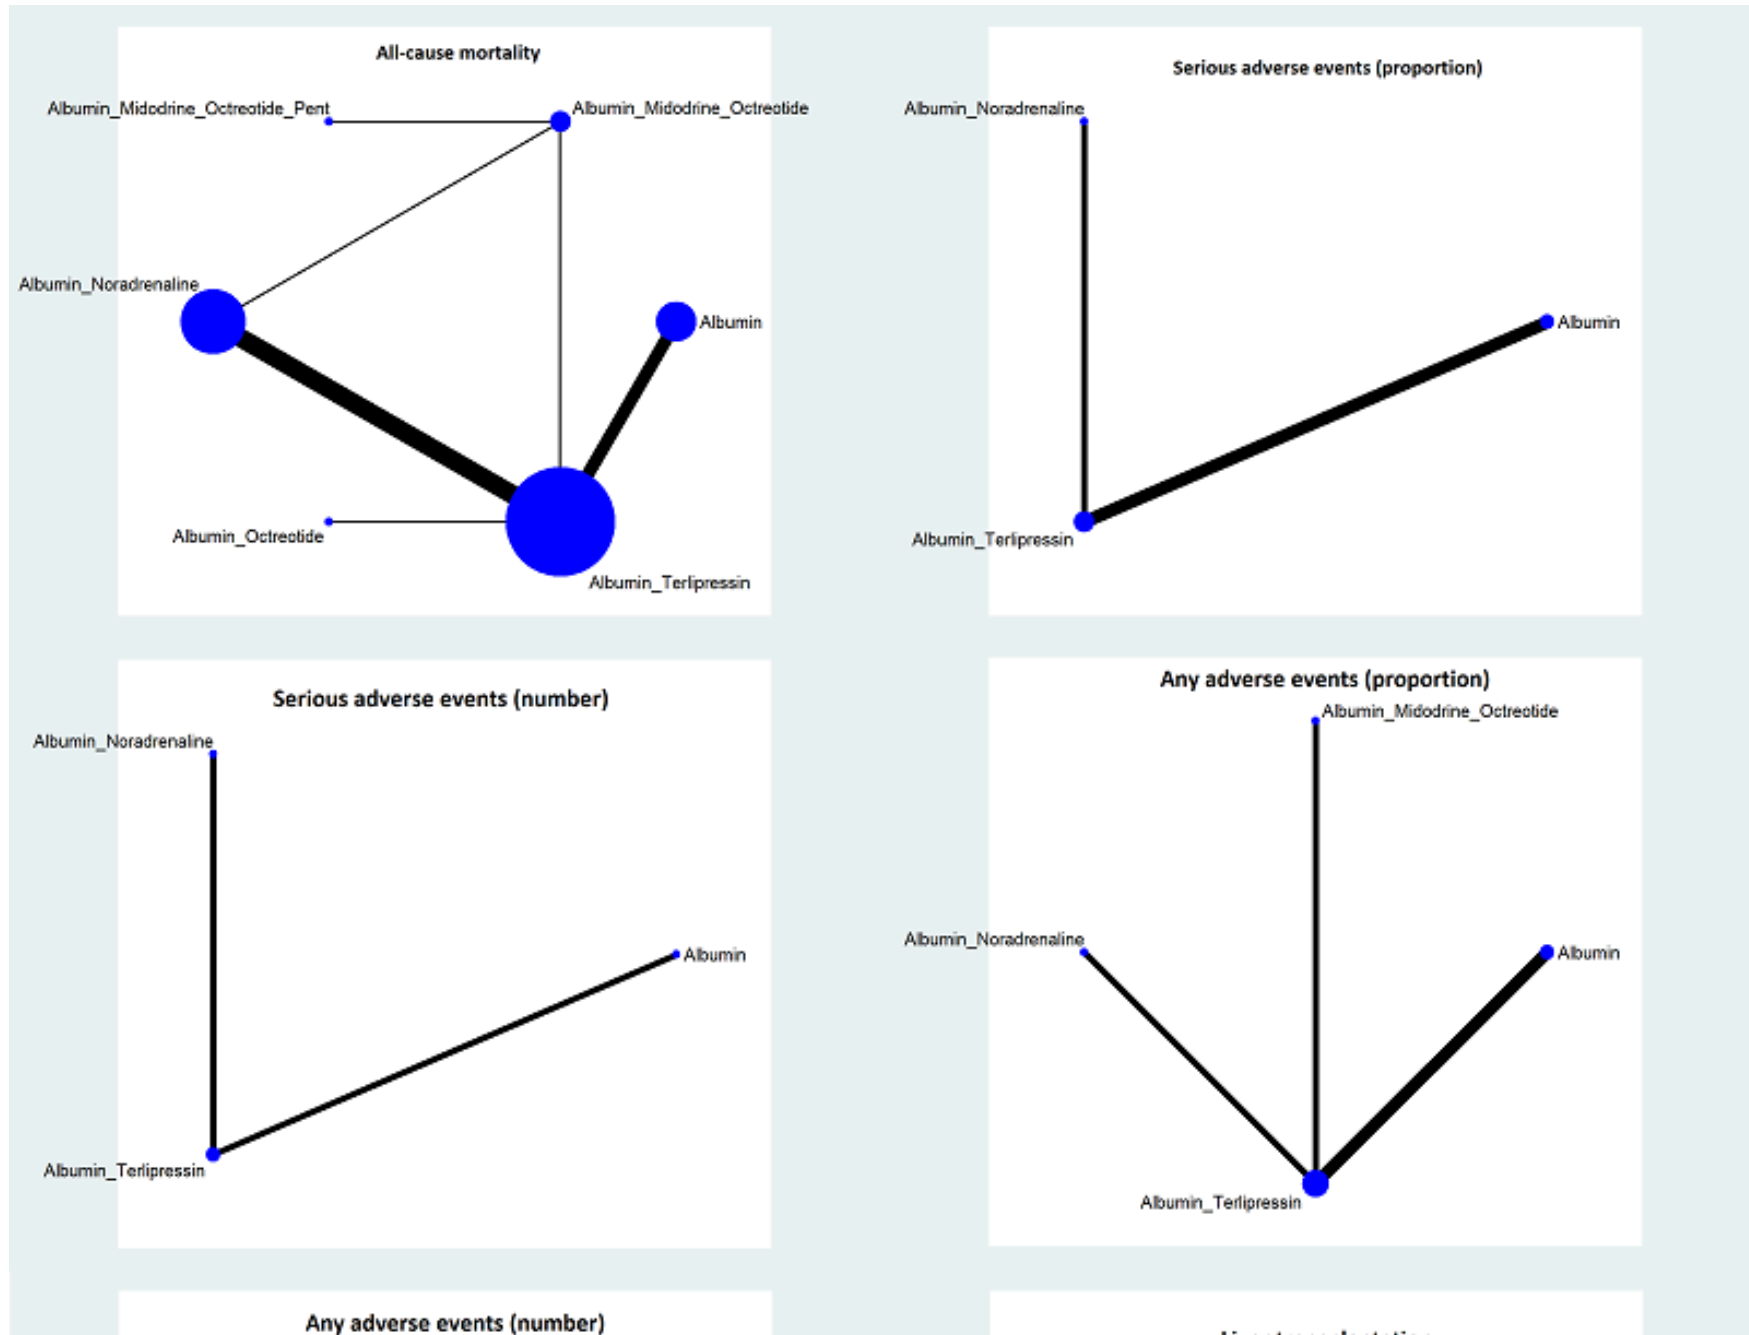 All-cause mortality
Albumin_Midodrine_Octreotide_Pent
Albumin_Midodrine_Octreotide
Albumin_Noradrenaline
Albumin
Albumin_Octreotide
Albumin_Terlipressin
Serious adverse events (proportion)
Albumin_Noradrenaline
Albumin
Albumin_Terlipressin
Serious adverse events (number)
Albumin_Noradrenaline
Albumin
Albumin_Terlipressin
Any adverse events (proportion)
Albumin_Midodrine_Octreotide
Albumin_Noradrenaline
Albumin
Albumin_Terlipressin
Any adverse events (number)